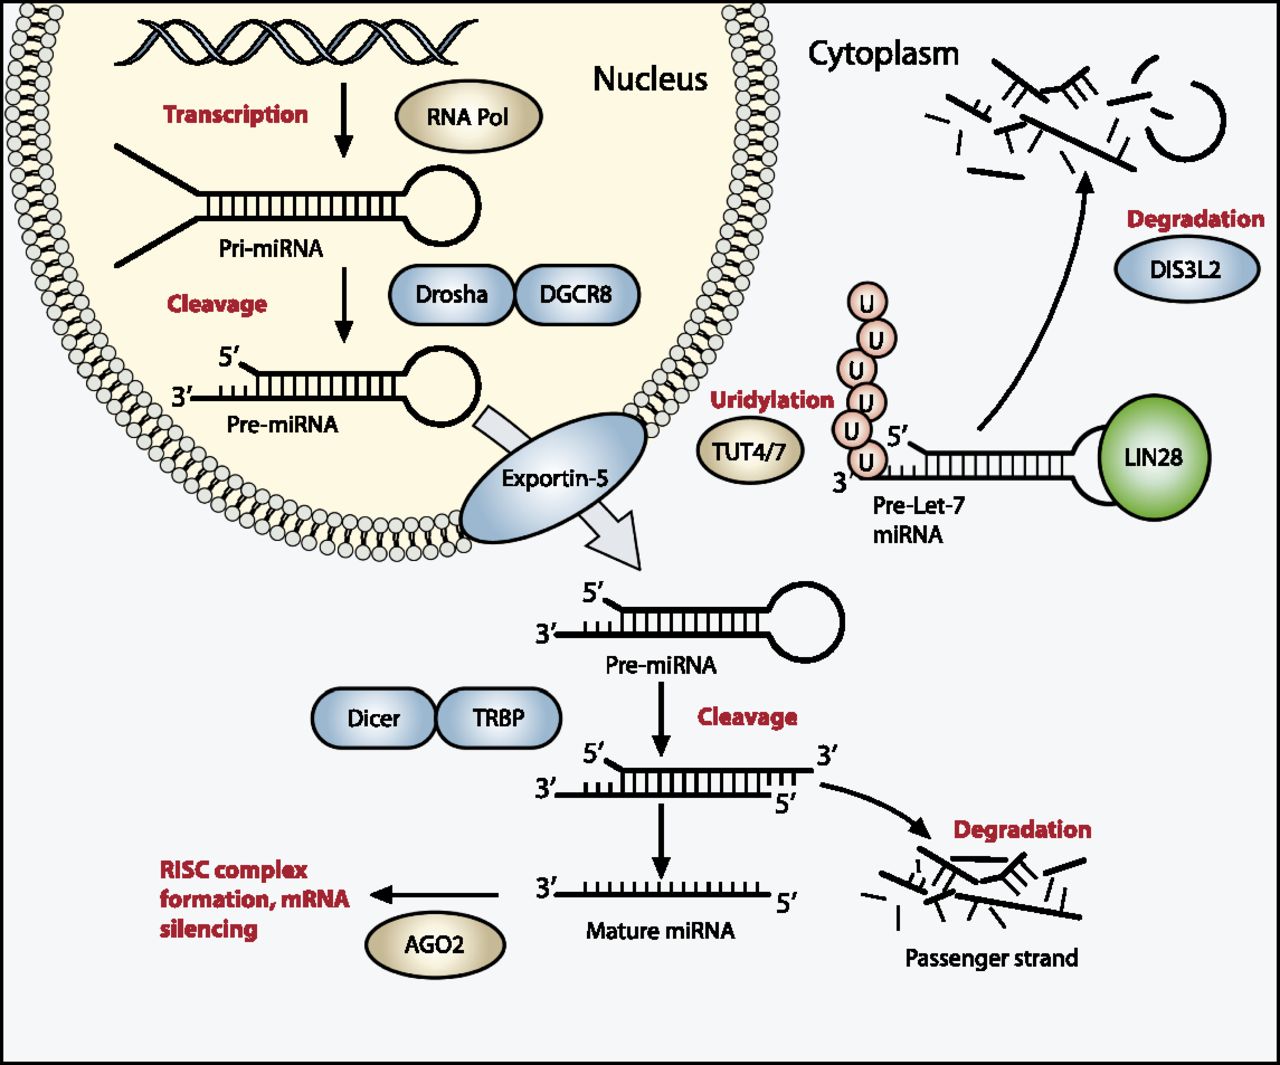 Nucleus
Cytoplasm
Transcription
RNA Pol
Pri-miRNA
Cleavage
Drosha
DGCR8
5′
3′
Pre-miRNA
Exportin-5
Degradation
DIS3L2
U
U
U
U
U
U
Uridylation
TUT4/7
5′
3′
LIN28
Pre-Let-7
miRNA
5′
3′
Pre-miRNA
Dicer
TRBP
Cleavage
5′
3′
3′
5′
Degradation
Passenger strand
3′
5′
Mature miRNA
RISC complex
formation, mRNA
silencing
AGO2